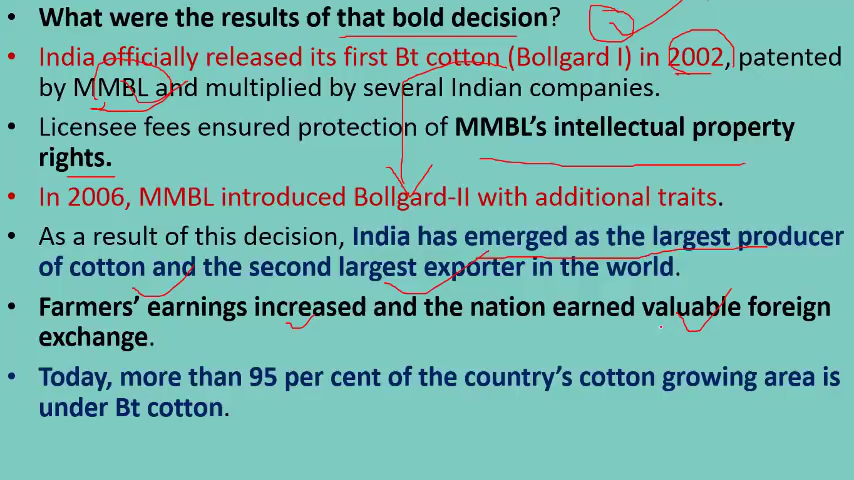 • What were the results of that bold decision?
• India officially released its first Bt cotton (Bollgard I) in 2002, patented
by MMBL and multiplied by several Indian companies.
• Licensee fees ensured protection of MMBL’s intellectual property
rights.
• In 2006, MMBL introduced Bollgard-II with additional traits.
• As a result of this decision, India has emerged as the largest producer
of cotton and the second largest exporter in the world.
• Farmers’ earnings increased and the nation earned valuable foreign
exchange.
• Today, more than 95 per cent of the country’s cotton growing area is
under Bt cotton.